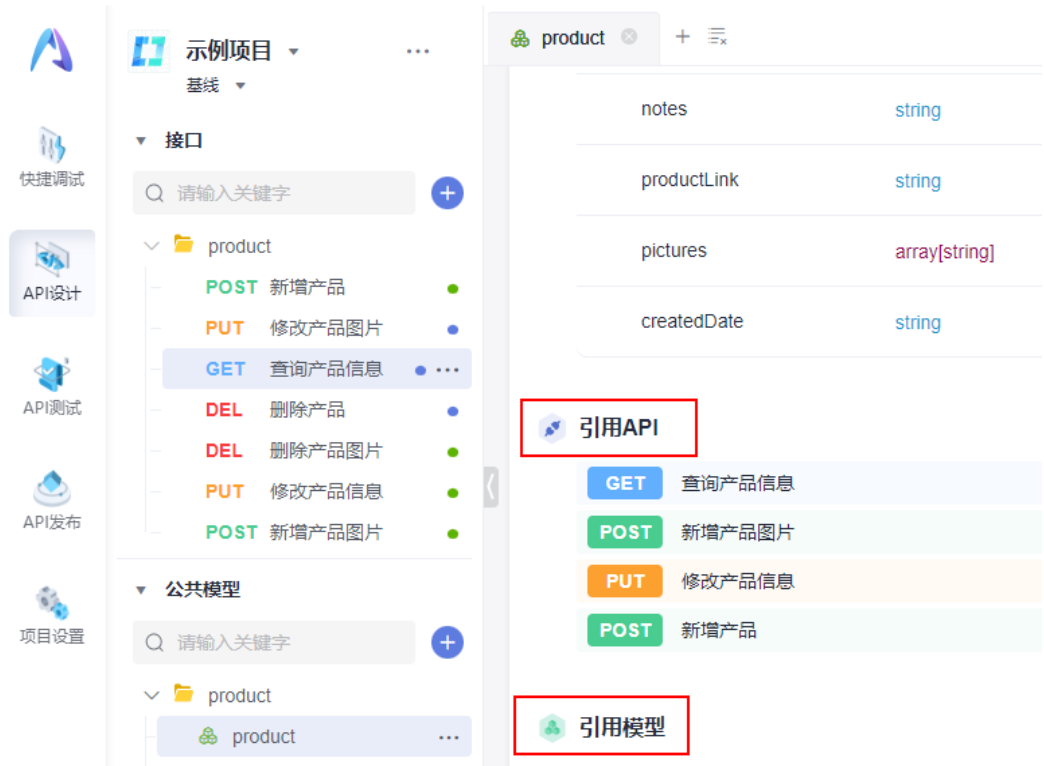 快捷调试
API设计
API测试
API发布
项目设置
示例项目
基线
接口
请输入关键字
product
POST 新增产品
PUT 修改产品图片
GET 查询产品信息
DEL 删除产品
DEL 删除产品图片
PUT 修改产品信息
POST 新增产品图片
公共模型
请输入关键字
product
product
product
notes string
productLink string
pictures array[string]
createdDate string
引用API
GET 查询产品信息
POST 新增产品图片
PUT 修改产品信息
POST 新增产品
引用模型